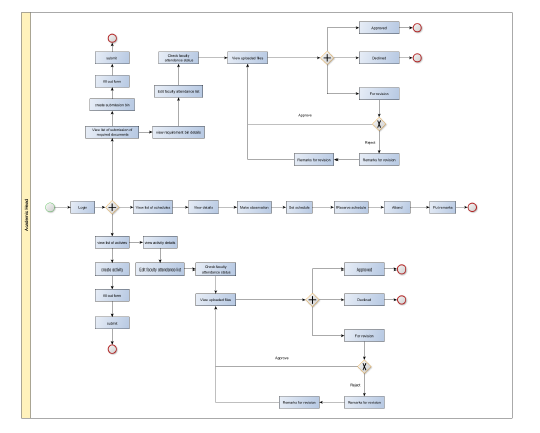 Approved
Check faculty
attendance status
View uploaded files
Declined
submit
fill out form
Edit faculty attendance list
For revision
create submission bin
Approve
View list of submission of
required documents
view requirement bin details
Reject
Remarks for revision
Remarks for revision
Academic Head
Login
View list of schedules
View details
Make observation
Set schedule
Reserve schedule
Attend
Put remarks
view list of activities
view activity details
create activity
Edit faculty attendance list
Check faculty
attendance status
Approved
fill out form
View uploaded files
Declined
submit
For revision
Approve
Reject
Remarks for revision
Remarks for revision